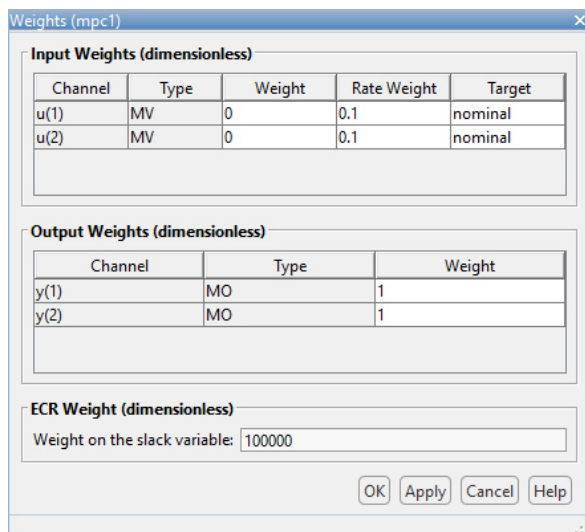 Weights (mpc1)
Input Weights (dimensionless)
Channel Type Weight Rate Weight Target
u(1) MV 0 0.1 nominal
u(2) MV 0 0.1 nominal
Output Weights (dimensionless)
Channel Type Weight
y(1) MO 1
y(2) MO 1
ECR Weight (dimensionless)
Weight on the slack variable: 100000
OK Apply Cancel Help